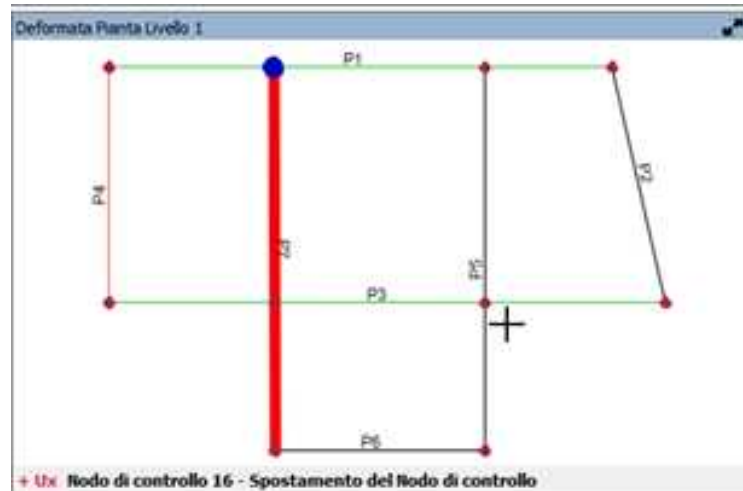 Deformata Pianta Livello 1
P1
P2
P4
P5
P3
P6
+ Ux Nodo di controllo 16 - Spostamento del Nodo di controllo